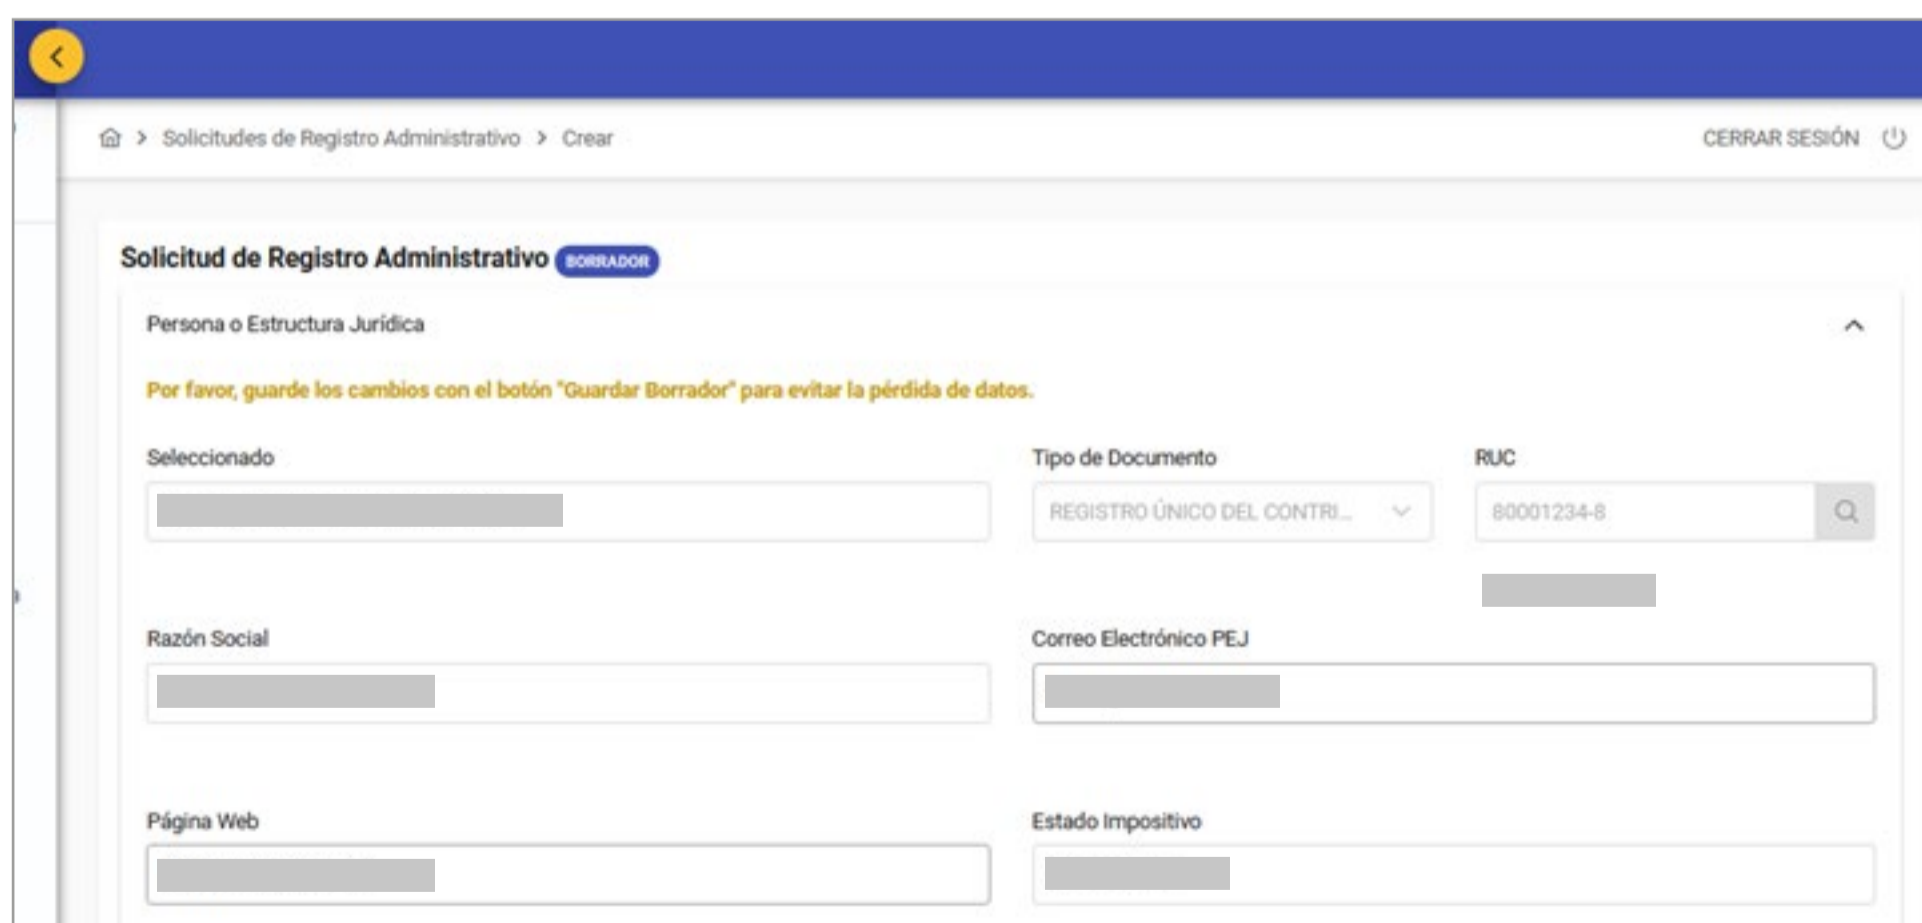 Solicitudes de Registro Administrativo > Crear
CERRAR SESIÓN
Solicitud de Registro Administrativo BORRADOR
Persona o Estructura Jurídica
Por favor, guarde los cambios con el botón "Guardar Borrador" para evitar la pérdida de datos.
Seleccionado
Tipo de Documento
RUC
REGISTRO ÚNICO DEL CONTRI...
80001234-8
Razón Social
Correo Electrónico PEJ
Página Web
Estado Impositivo